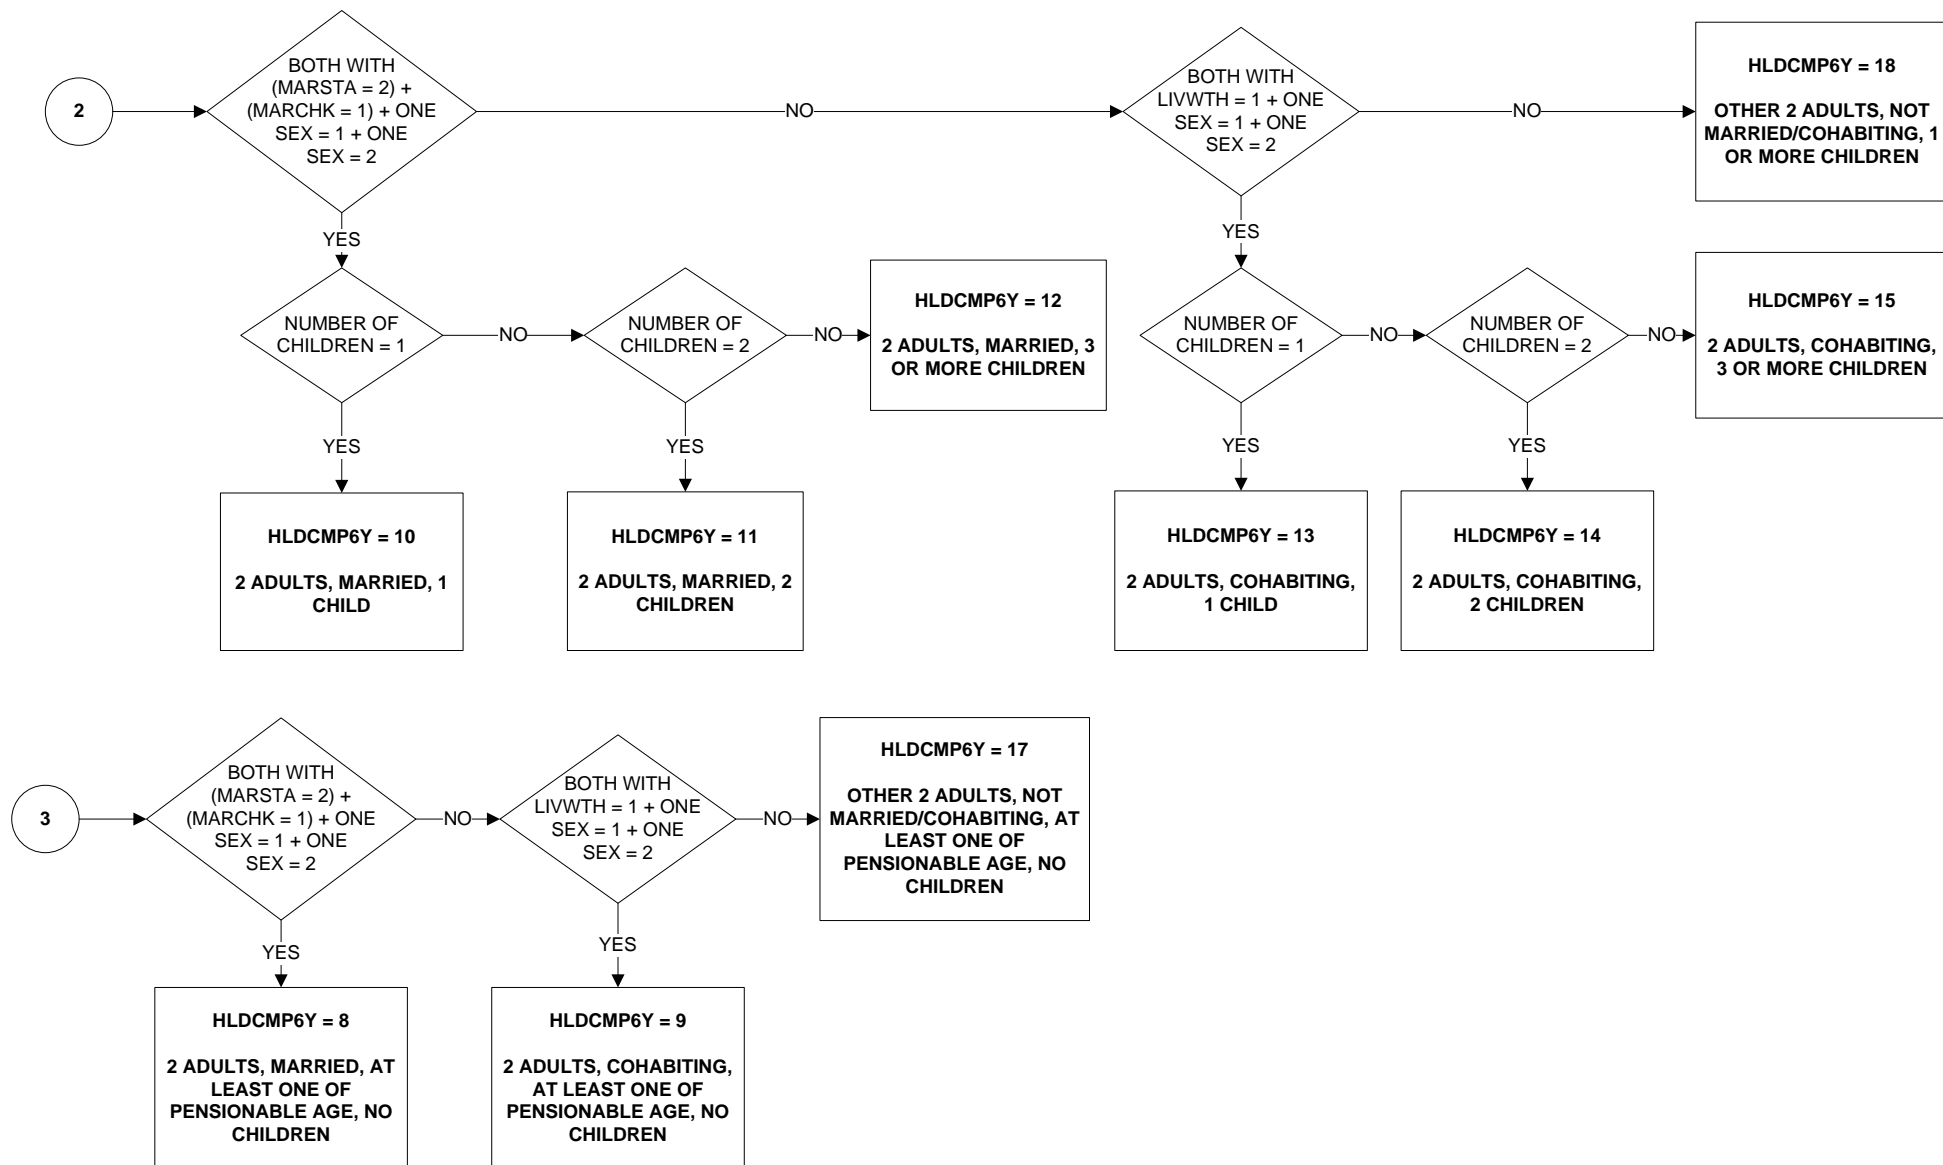 2
BOTH WITH
(MARSTA = 2) +
(MARCHK = 1) + ONE
SEX = 1 + ONE
SEX = 2
NO
BOTH WITH
LIVWTH = 1 + ONE
SEX = 1 + ONE
SEX = 2
NO
HLDCMP6Y = 18
OTHER 2 ADULTS, NOT
MARRIED/COHABITING, 1
OR MORE CHILDREN
YES
YES
NUMBER OF
CHILDREN = 1
NO
NUMBER OF
CHILDREN = 2
NO
HLDCMP6Y = 12
2 ADULTS, MARRIED, 3
OR MORE CHILDREN
NUMBER OF
CHILDREN = 1
NO
NUMBER OF
CHILDREN = 2
NO
HLDCMP6Y = 15
2 ADULTS, COHABITING,
3 OR MORE CHILDREN
YES
YES
YES
YES
HLDCMP6Y = 10
2 ADULTS, MARRIED, 1
CHILD
HLDCMP6Y = 11
2 ADULTS, MARRIED, 2
CHILDREN
HLDCMP6Y = 13
2 ADULTS, COHABITING,
1 CHILD
HLDCMP6Y = 14
2 ADULTS, COHABITING,
2 CHILDREN
3
BOTH WITH
(MARSTA = 2) +
(MARCHK = 1) + ONE
SEX = 1 + ONE
SEX = 2
NO
BOTH WITH
LIVWTH = 1 + ONE
SEX = 1 + ONE
SEX = 2
NO
HLDCMP6Y = 17
OTHER 2 ADULTS, NOT
MARRIED/COHABITING, AT
LEAST ONE OF
PENSIONABLE AGE, NO
CHILDREN
YES
YES
HLDCMP6Y = 8
2 ADULTS, MARRIED, AT
LEAST ONE OF
PENSIONABLE AGE, NO
CHILDREN
HLDCMP6Y = 9
2 ADULTS, COHABITING,
AT LEAST ONE OF
PENSIONABLE AGE, NO
CHILDREN